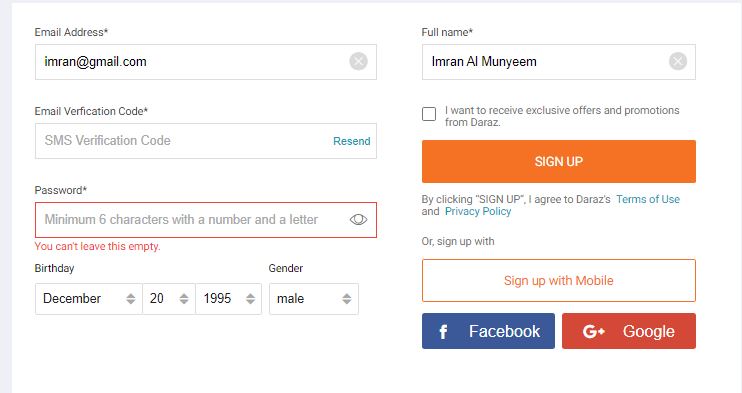 Email Address*
imran@gmail.com
Email Verfication Code*
SMS Verification Code Resend
Password*
Minimum 6 characters with a number and a letter
You can't leave this empty.
Birthday Gender
December 20 1995 male
Full name*
Imran Al Munyeem
I want to receive exclusive offers and promotions
from Daraz.
SIGN UP
By clicking "SIGN UP", I agree to Daraz's Terms of Use
and Privacy Policy
Or, sign up with
Sign up with Mobile
f Facebook G+ Google